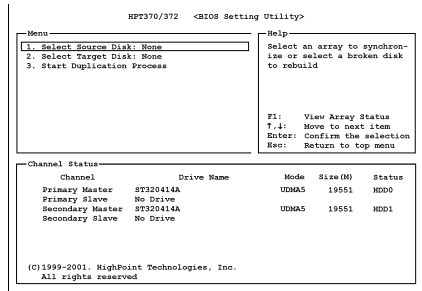 HPT370/372 <BIOS Setting Utility>
Menu
1. Select Source Disk: None
2. Select Target Disk: None
3. Start Duplication Process
Help
Select an array to synchron-
ize or select a broken disk
to rebuild
F1: View Array Status
↑,↓: Move to next item
Enter: Confirm the selection
Esc: Return to top menu
Channel Status
Channel Drive Name Mode Size(M) Status
Primary Master ST320414A UDMA5 19551 HDD0
Primary Slave No Drive
Secondary Master ST320414A UDMA5 19551 HDD1
Secondary Slave No Drive
(C)1999-2001. HighPoint Technologies, Inc.
All rights reserved